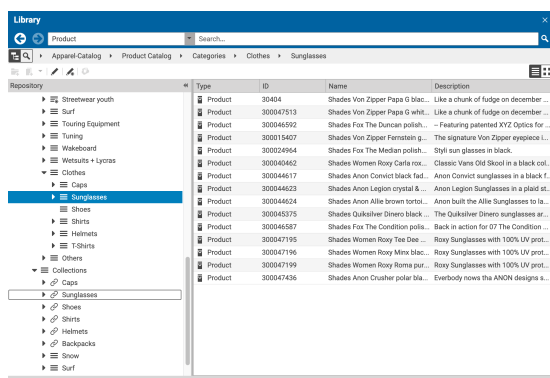 Library
Product
Search...
Apparel-Catalog Product Catalog Categories Clothes Sunglasses
Repository
Streetwear youth
Surf
Touring Equipment
Tuning
Wakeboard
Wetsuits + Lycras
Clothes
Caps
Sunglasses
Shoes
Shirts
Helmets
T-Shirts
Others
Collections
Caps
Sunglasses
Shoes
Shirts
Helmets
Backpacks
Snow
Surf
Type ID Name Description
Product 30404 Shades Von Zipper Papa G blac... Like a chunk of fudge on december ...
Product 300047513 Shades Von Zipper Papa G whit... Like a chunk of fudge on december ...
Product 300046592 Shades Fox The Duncan polish... – Featuring patented XYZ Optics for ...
Product 300015407 Shades Von Zipper Fernstein g... The signature Von Zipper eyepiece i...
Product 300024964 Shades Fox The Median polish... Styli sun glasses in black.
Product 300040462 Shades Women Roxy Carla rox... Classic Vans Old Skool in a black col...
Product 300044617 Shades Anon Convict black fad... Anon Convict sunglasses in a black f...
Product 300044623 Shades Anon Legion crystal & ... Anon Legion Sunglasses in a plaid st...
Product 300044624 Shades Anon Allie brown tortoi... Anon built the Allie Sunglasses to la...
Product 300045375 Shades Quiksilver Dinero black ... The Quiksilver Dinero sunglasses ar...
Product 300046587 Shades Fox The Condition polis... Back in action for 07 The Condition ...
Product 300047195 Shades Women Roxy Tee Dee ... Roxy Sunglasses with 100% UV prot...
Product 300047196 Shades Women Roxy Minx blac... Roxy Sunglasses with 100% UV prot...
Product 300047199 Shades Women Roxy Roma pur... Roxy Sunglasses with 100% UV prot...
Product 300047436 Shades Anon Crusher polar bla... Everbody nows tha ANON designs s...